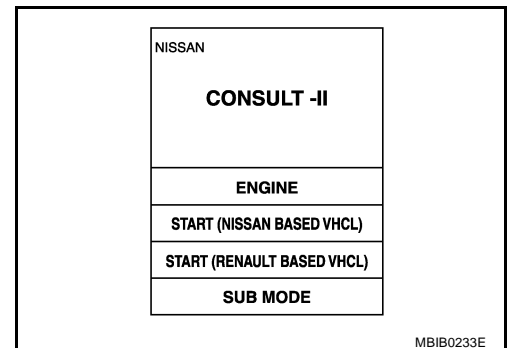 NISSAN
CONSULT -II
ENGINE
START (NISSAN BASED VHCL)
START (RENAULT BASED VHCL)
SUB MODE
MBIB0233E